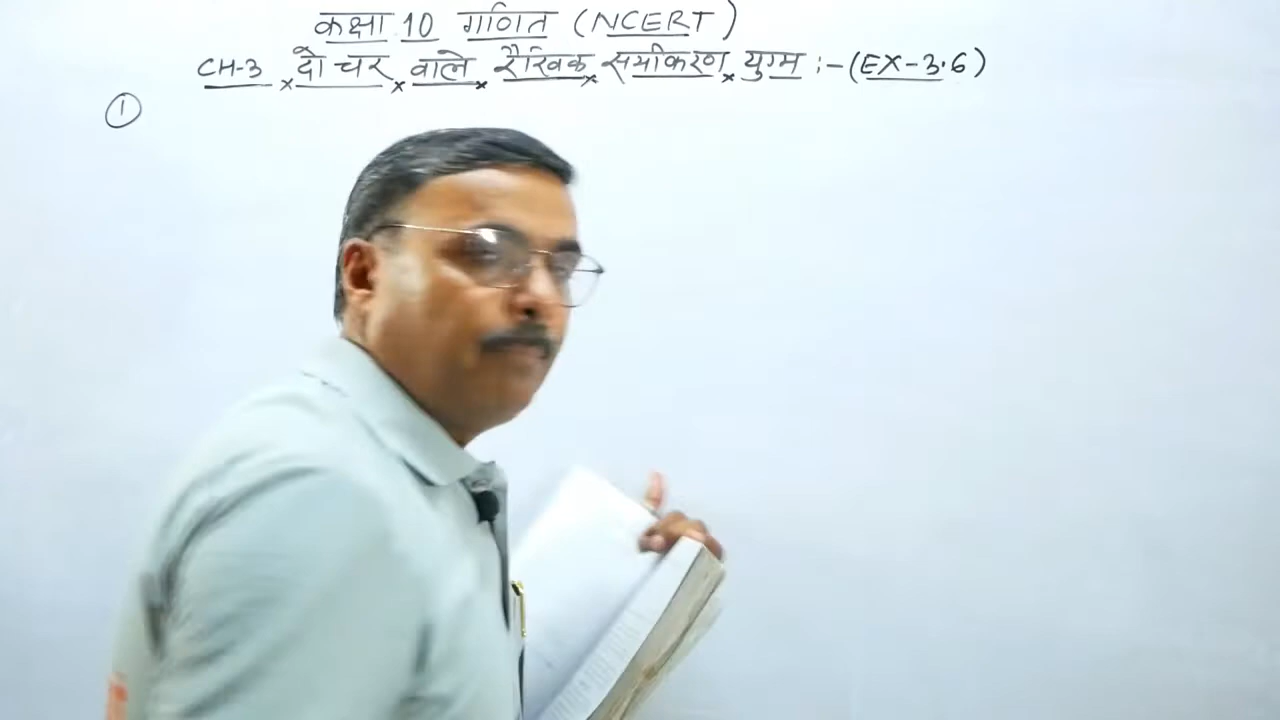 कक्षा 10 गणित (NCERT)
CH-3 दो चर वाले रैखिक समीकरण युग्म :- (EX-3.6)
①